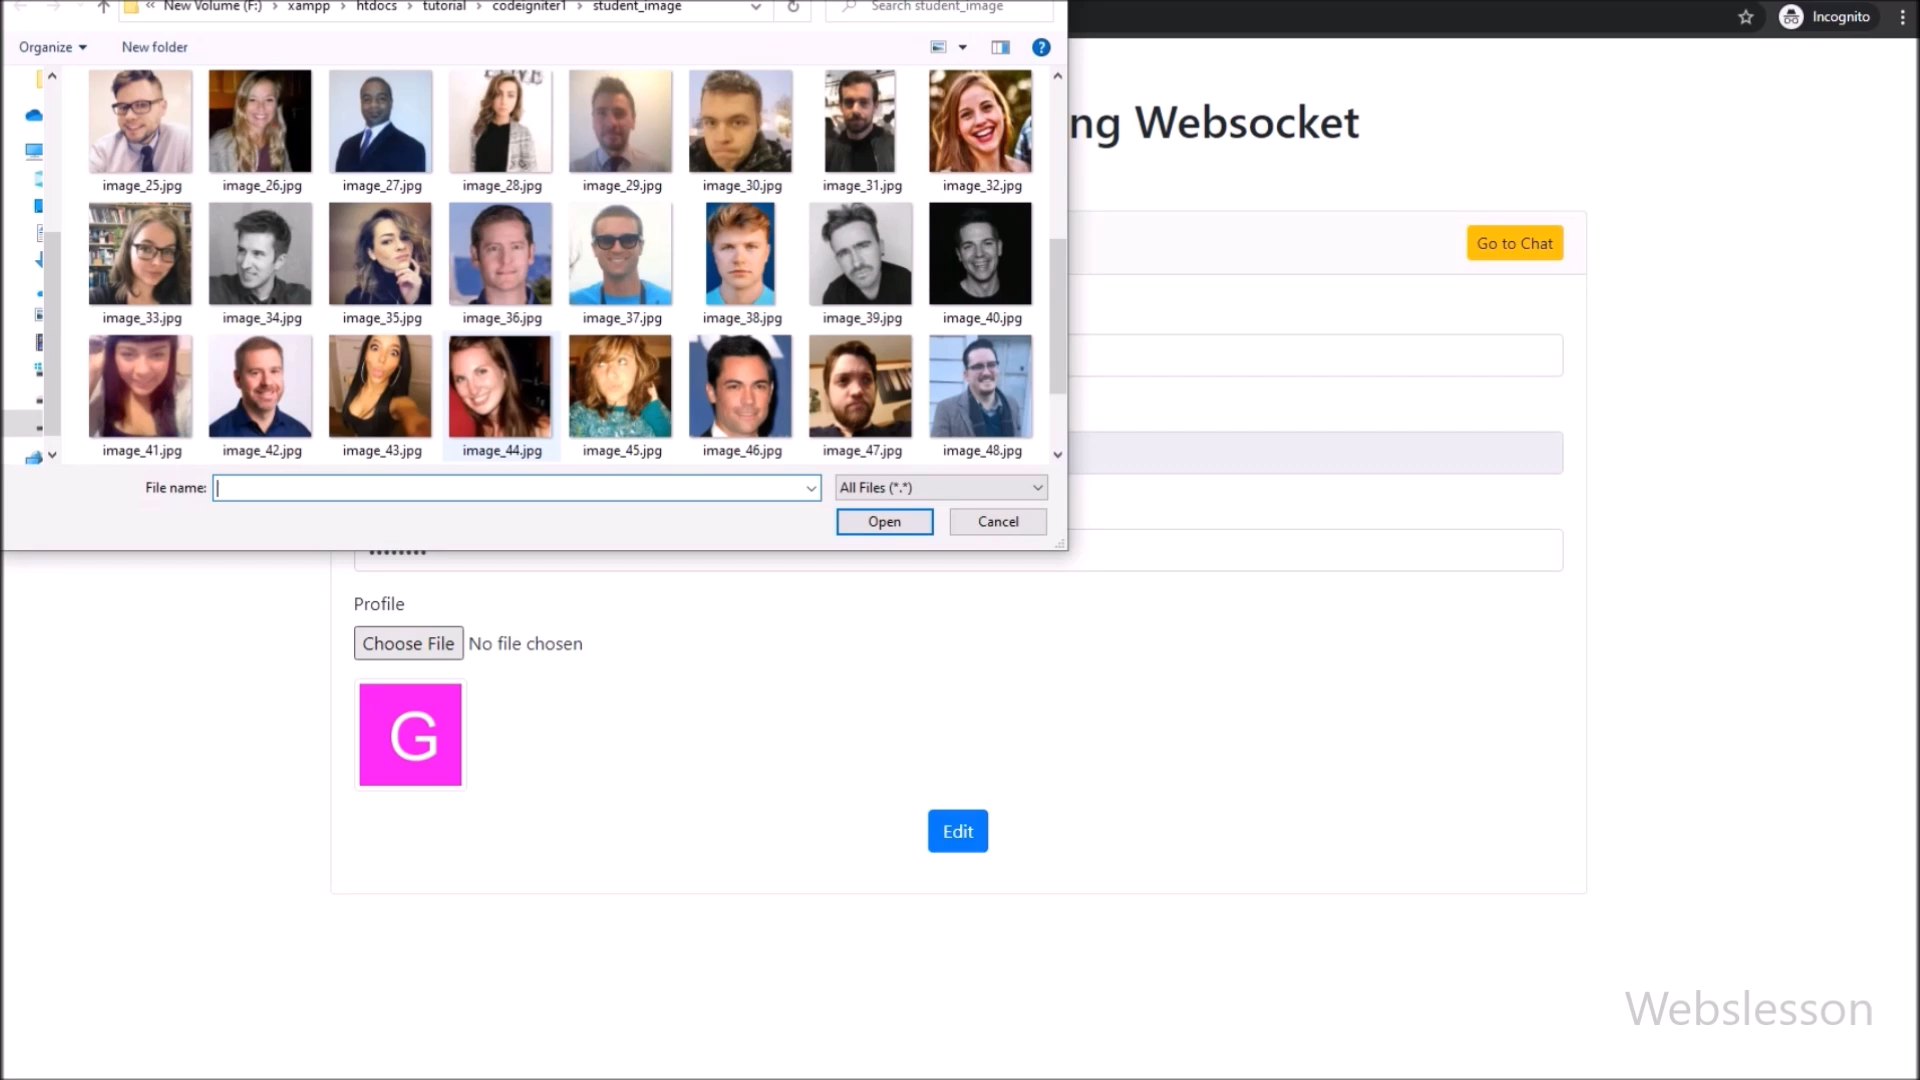 « New Volume (F:) › xampp › htdocs › tutorial › codeigniter1 › student_image
Search student_image
Incognito
Organize
New folder
image_25.jpg image_26.jpg image_27.jpg image_28.jpg image_29.jpg image_30.jpg image_31.jpg image_32.jpg
image_33.jpg image_34.jpg image_35.jpg image_36.jpg image_37.jpg image_38.jpg image_39.jpg image_40.jpg
image_41.jpg image_42.jpg image_43.jpg image_44.jpg image_45.jpg image_46.jpg image_47.jpg image_48.jpg
File name:
All Files (*.*)
Open
Cancel
ng Websocket
Go to Chat
Profile
Choose File No file chosen
G
Edit
Webslesson